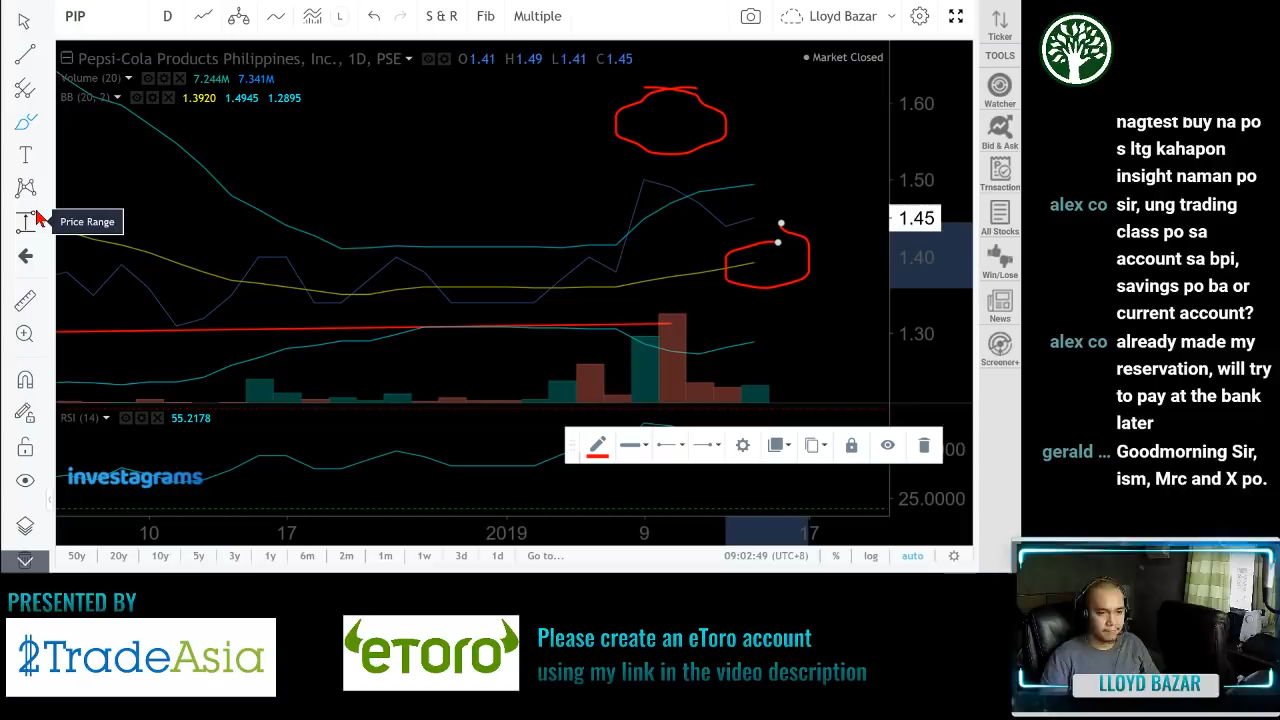 PIP
D
L
S & R
Fib
Multiple
Lloyd Bazar
Ticker
TOOLS
Watcher
Bid & Ask
Trnsaction
All Stocks
Win/Lose
News
Screener+
Pepsi-Cola Products Philippines, Inc., 1D, PSE
O1.41 H1.49 L1.41 C1.45
Market Closed
Volume (20)
7.244M 7.341M
BB (20, 2)
1.3920 1.4945 1.2895
T
Price Range
1.60
1.50
1.45
1.40
1.30
RSI (14)
55.2178
25.0000
investagrams
10 17 2019 9 17
50y 20y 10y 5y 3y 1y 6m 2m 1m 1w 3d 1d Go to...
09:02:49 (UTC+8)
% log auto
nagtest buy na po
s ltg kahapon
insight naman po
alex co sir, ung trading
class po sa
account sa bpi,
savings po ba or
current account?
alex co already made my
reservation, will try
to pay at the bank
later
gerald ... Goodmorning Sir,
ism, Mrc and X po.
LLOYD BAZAR
PRESENTED BY
2TradeAsia
eTORO
Please create an eToro account
using my link in the video description